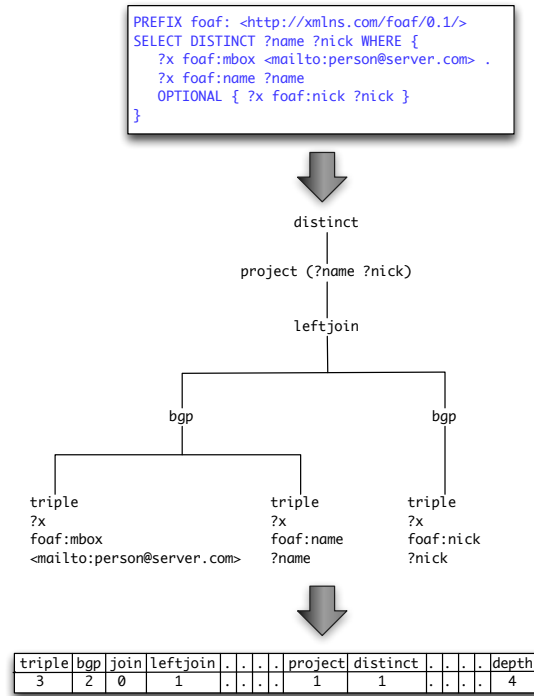 PREFIX foaf: <http://xmlns.com/foaf/0.1/>
SELECT DISTINCT ?name ?nick WHERE {
?x foaf:mbox <mailto:person@server.com> .
?x foaf:name ?name
OPTIONAL { ?x foaf:nick ?nick }
}
distinct
project (?name ?nick)
leftjoin
bgp bgp
triple triple triple
?x ?x ?x
foaf:mbox foaf:name foaf:nick
<mailto:person@server.com> ?name ?nick
triple bgp join leftjoin . . . . project distinct . . . . depth
3 2 0 1 . . . . 1 1 . . . . 4